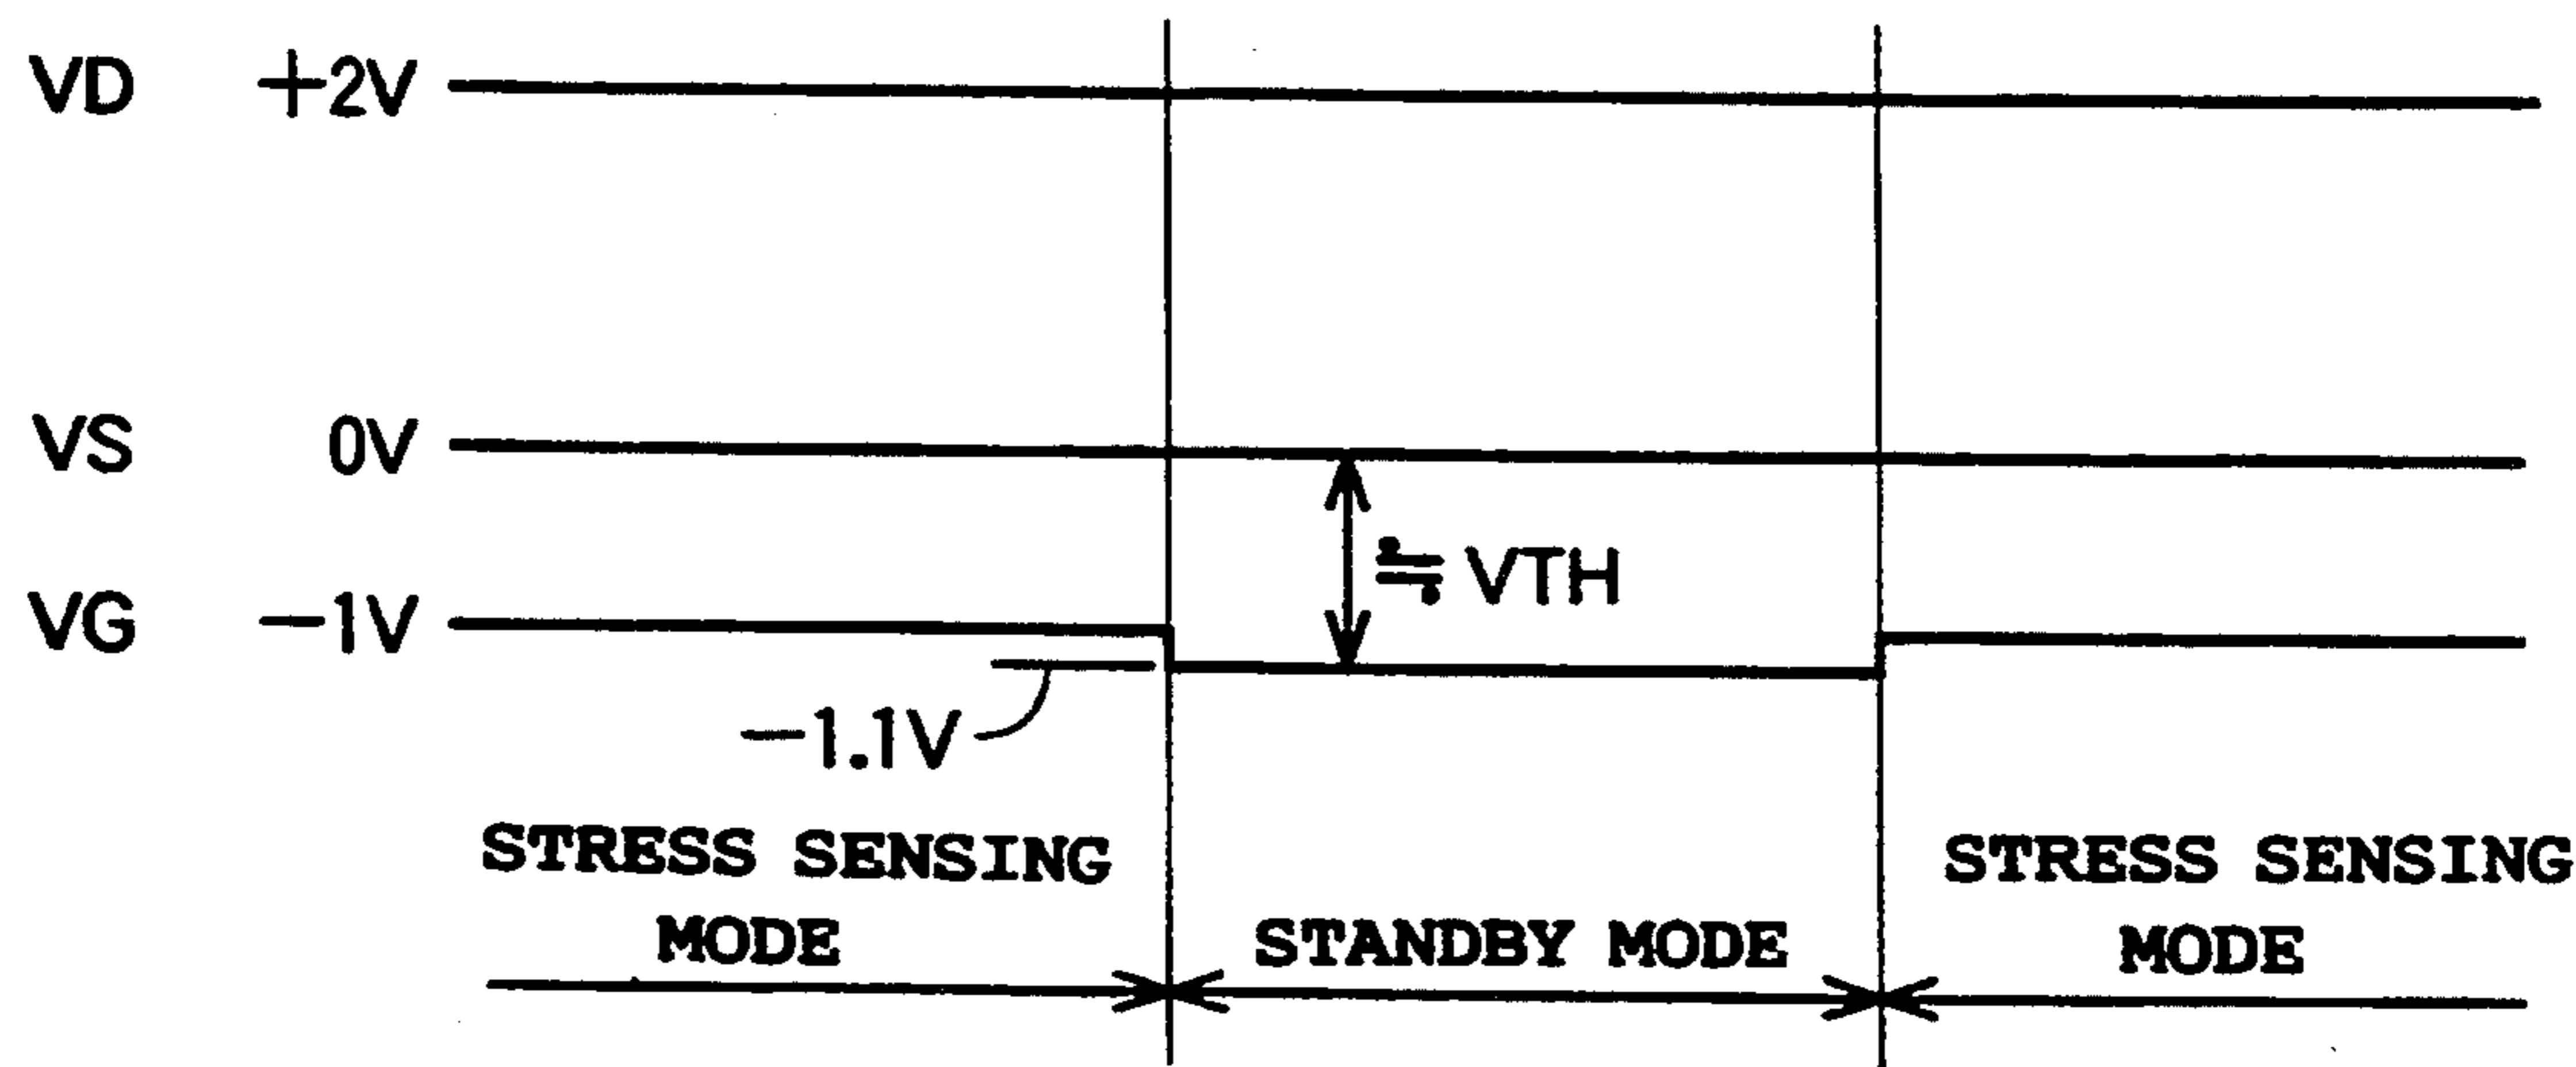 VD +2V
VS 0V
≒ VTH
VG −1V
−1.1V
STRESS SENSING
MODE
STANDBY MODE
STRESS SENSING
MODE